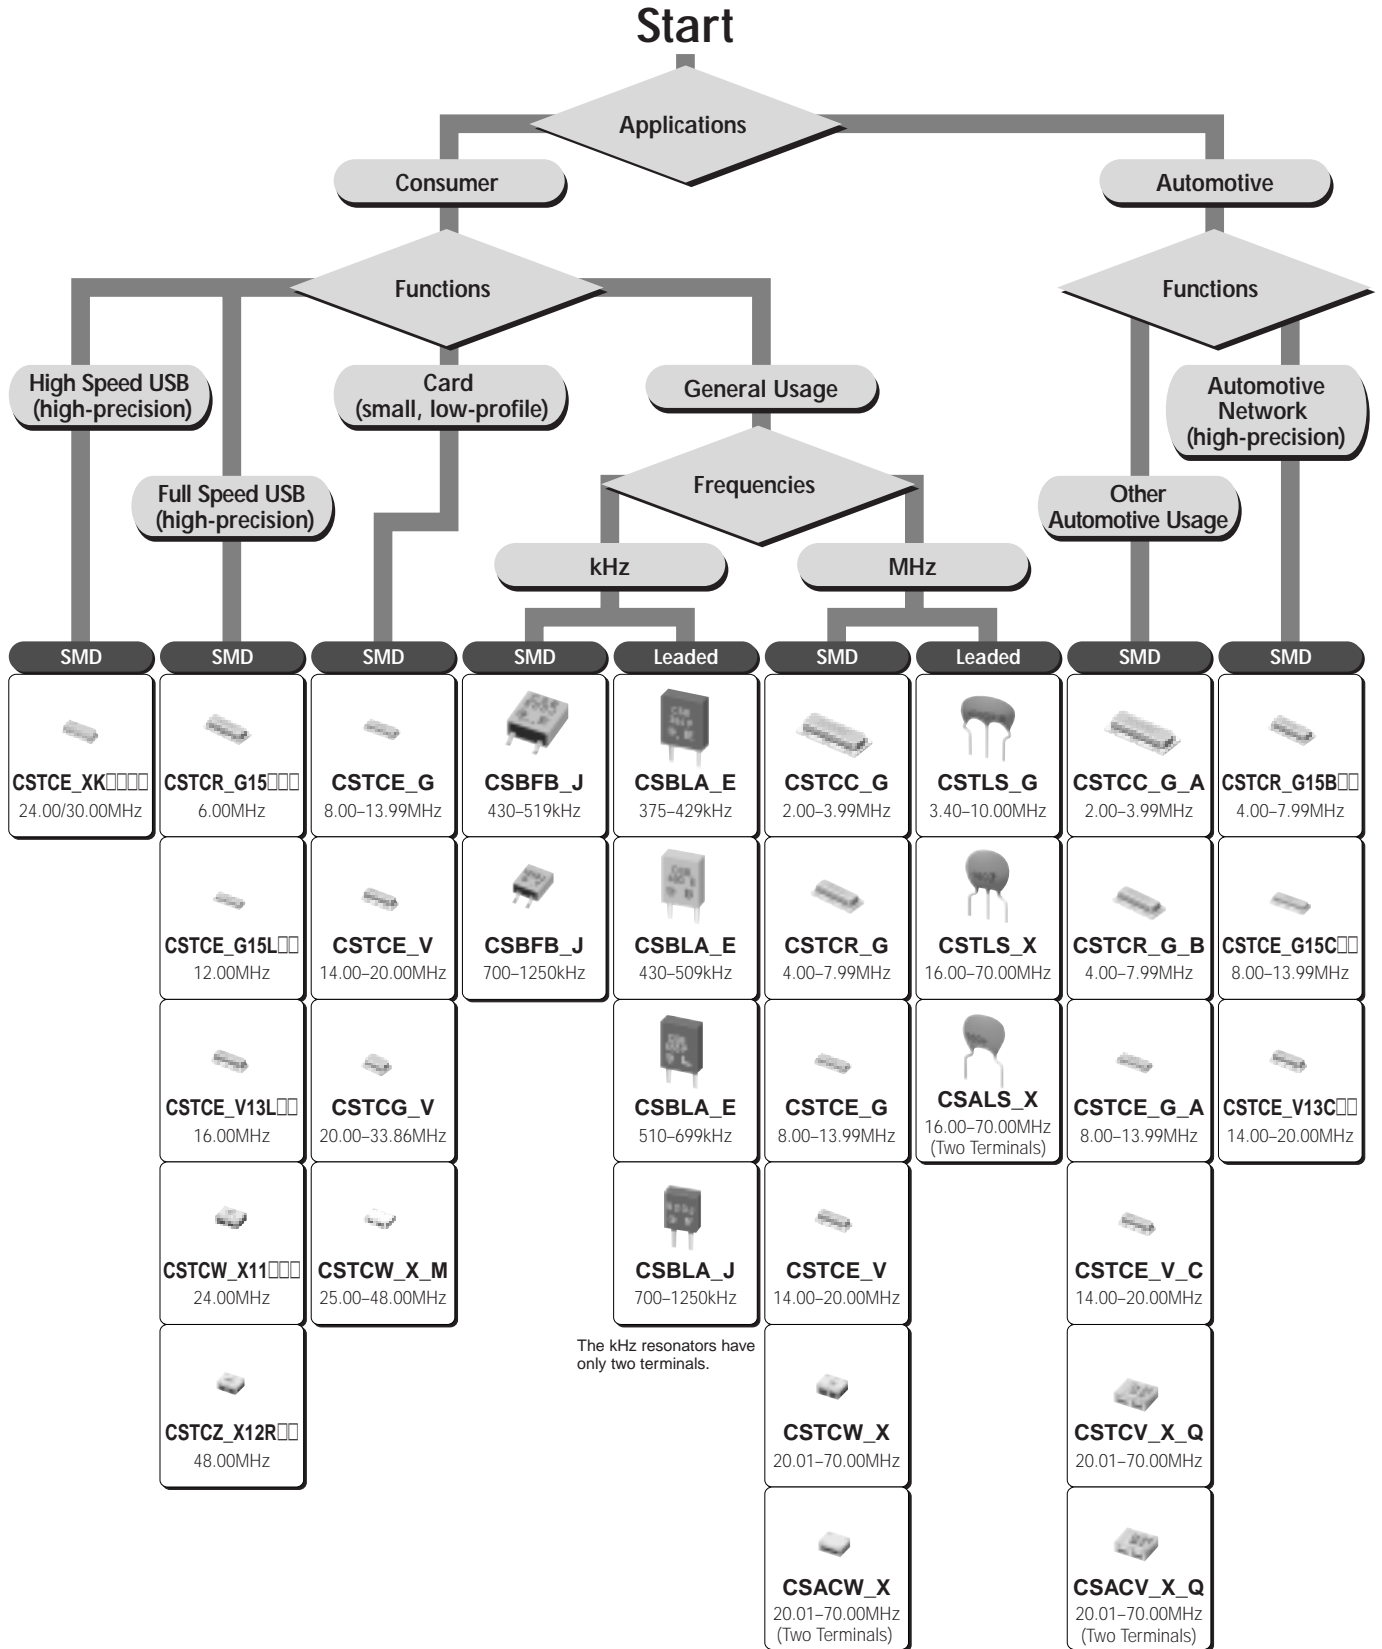 Start
Applications
Consumer
Automotive
Functions
Functions
High Speed USB
(high-precision)
Card
(small, low-profile)
General Usage
Automotive
Network
(high-precision)
Full Speed USB
(high-precision)
Frequencies
Other
Automotive Usage
kHz
MHz
SMD
SMD
SMD
SMD
Leaded
SMD
Leaded
SMD
SMD
CSTCE_XK□□□□
24.00/30.00MHz
CSTCR_G15□□□
6.00MHz
CSTCE_G
8.00–13.99MHz
CSBFB_J
430–519kHz
CSBLA_E
375–429kHz
CSTCC_G
2.00–3.99MHz
CSTLS_G
3.40–10.00MHz
CSTCC_G_A
2.00–3.99MHz
CSTCR_G15B□□
4.00–7.99MHz
CSTCE_G15L□□
12.00MHz
CSTCE_V
14.00–20.00MHz
CSBFB_J
700–1250kHz
CSBLA_E
430–509kHz
CSTCR_G
4.00–7.99MHz
CSTLS_X
16.00–70.00MHz
CSTCR_G_B
4.00–7.99MHz
CSTCE_G15C□□
8.00–13.99MHz
CSTCE_V13L□□
16.00MHz
CSTCG_V
20.00–33.86MHz
CSBLA_E
510–699kHz
CSTCE_G
8.00–13.99MHz
CSALS_X
16.00–70.00MHz
(Two Terminals)
CSTCE_G_A
8.00–13.99MHz
CSTCE_V13C□□
14.00–20.00MHz
CSTCW_X11□□□
24.00MHz
CSTCW_X_M
25.00–48.00MHz
CSBLA_J
700–1250kHz
CSTCE_V
14.00–20.00MHz
CSTCE_V_C
14.00–20.00MHz
The kHz resonators have
only two terminals.
CSTCZ_X12R□□
48.00MHz
CSTCW_X
20.01–70.00MHz
CSTCV_X_Q
20.01–70.00MHz
CSACW_X
20.01–70.00MHz
(Two Terminals)
CSACV_X_Q
20.01–70.00MHz
(Two Terminals)